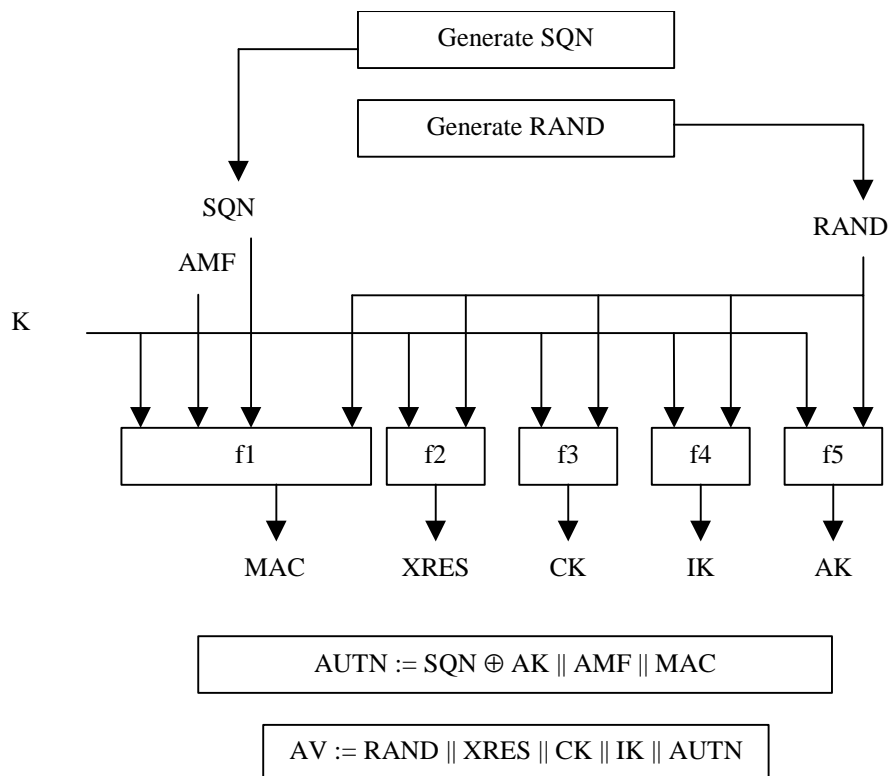 Generate SQN
Generate RAND
SQN
RAND
AMF
K
f1
f2
f3
f4
f5
MAC
XRES
CK
IK
AK
AUTN := SQN ⊕ AK || AMF || MAC
AV := RAND || XRES || CK || IK || AUTN